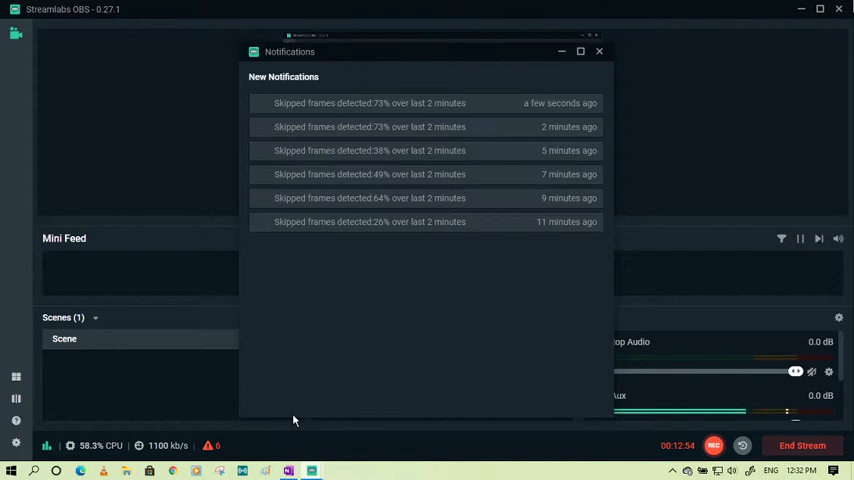 Streamlabs OBS - 0.27.1
Notifications
New Notifications
Skipped frames detected:73% over last 2 minutes a few seconds ago
Skipped frames detected:73% over last 2 minutes 2 minutes ago
Skipped frames detected:38% over last 2 minutes 5 minutes ago
Skipped frames detected:49% over last 2 minutes 7 minutes ago
Skipped frames detected:64% over last 2 minutes 9 minutes ago
Skipped frames detected:26% over last 2 minutes 11 minutes ago
Mini Feed
Scenes (1)
Scene
top Audio 0.0 dB
Aux 0.0 dB
58.3% CPU 1100 kb/s 6 00:12:54 REC End Stream
ENG 12:32 PM